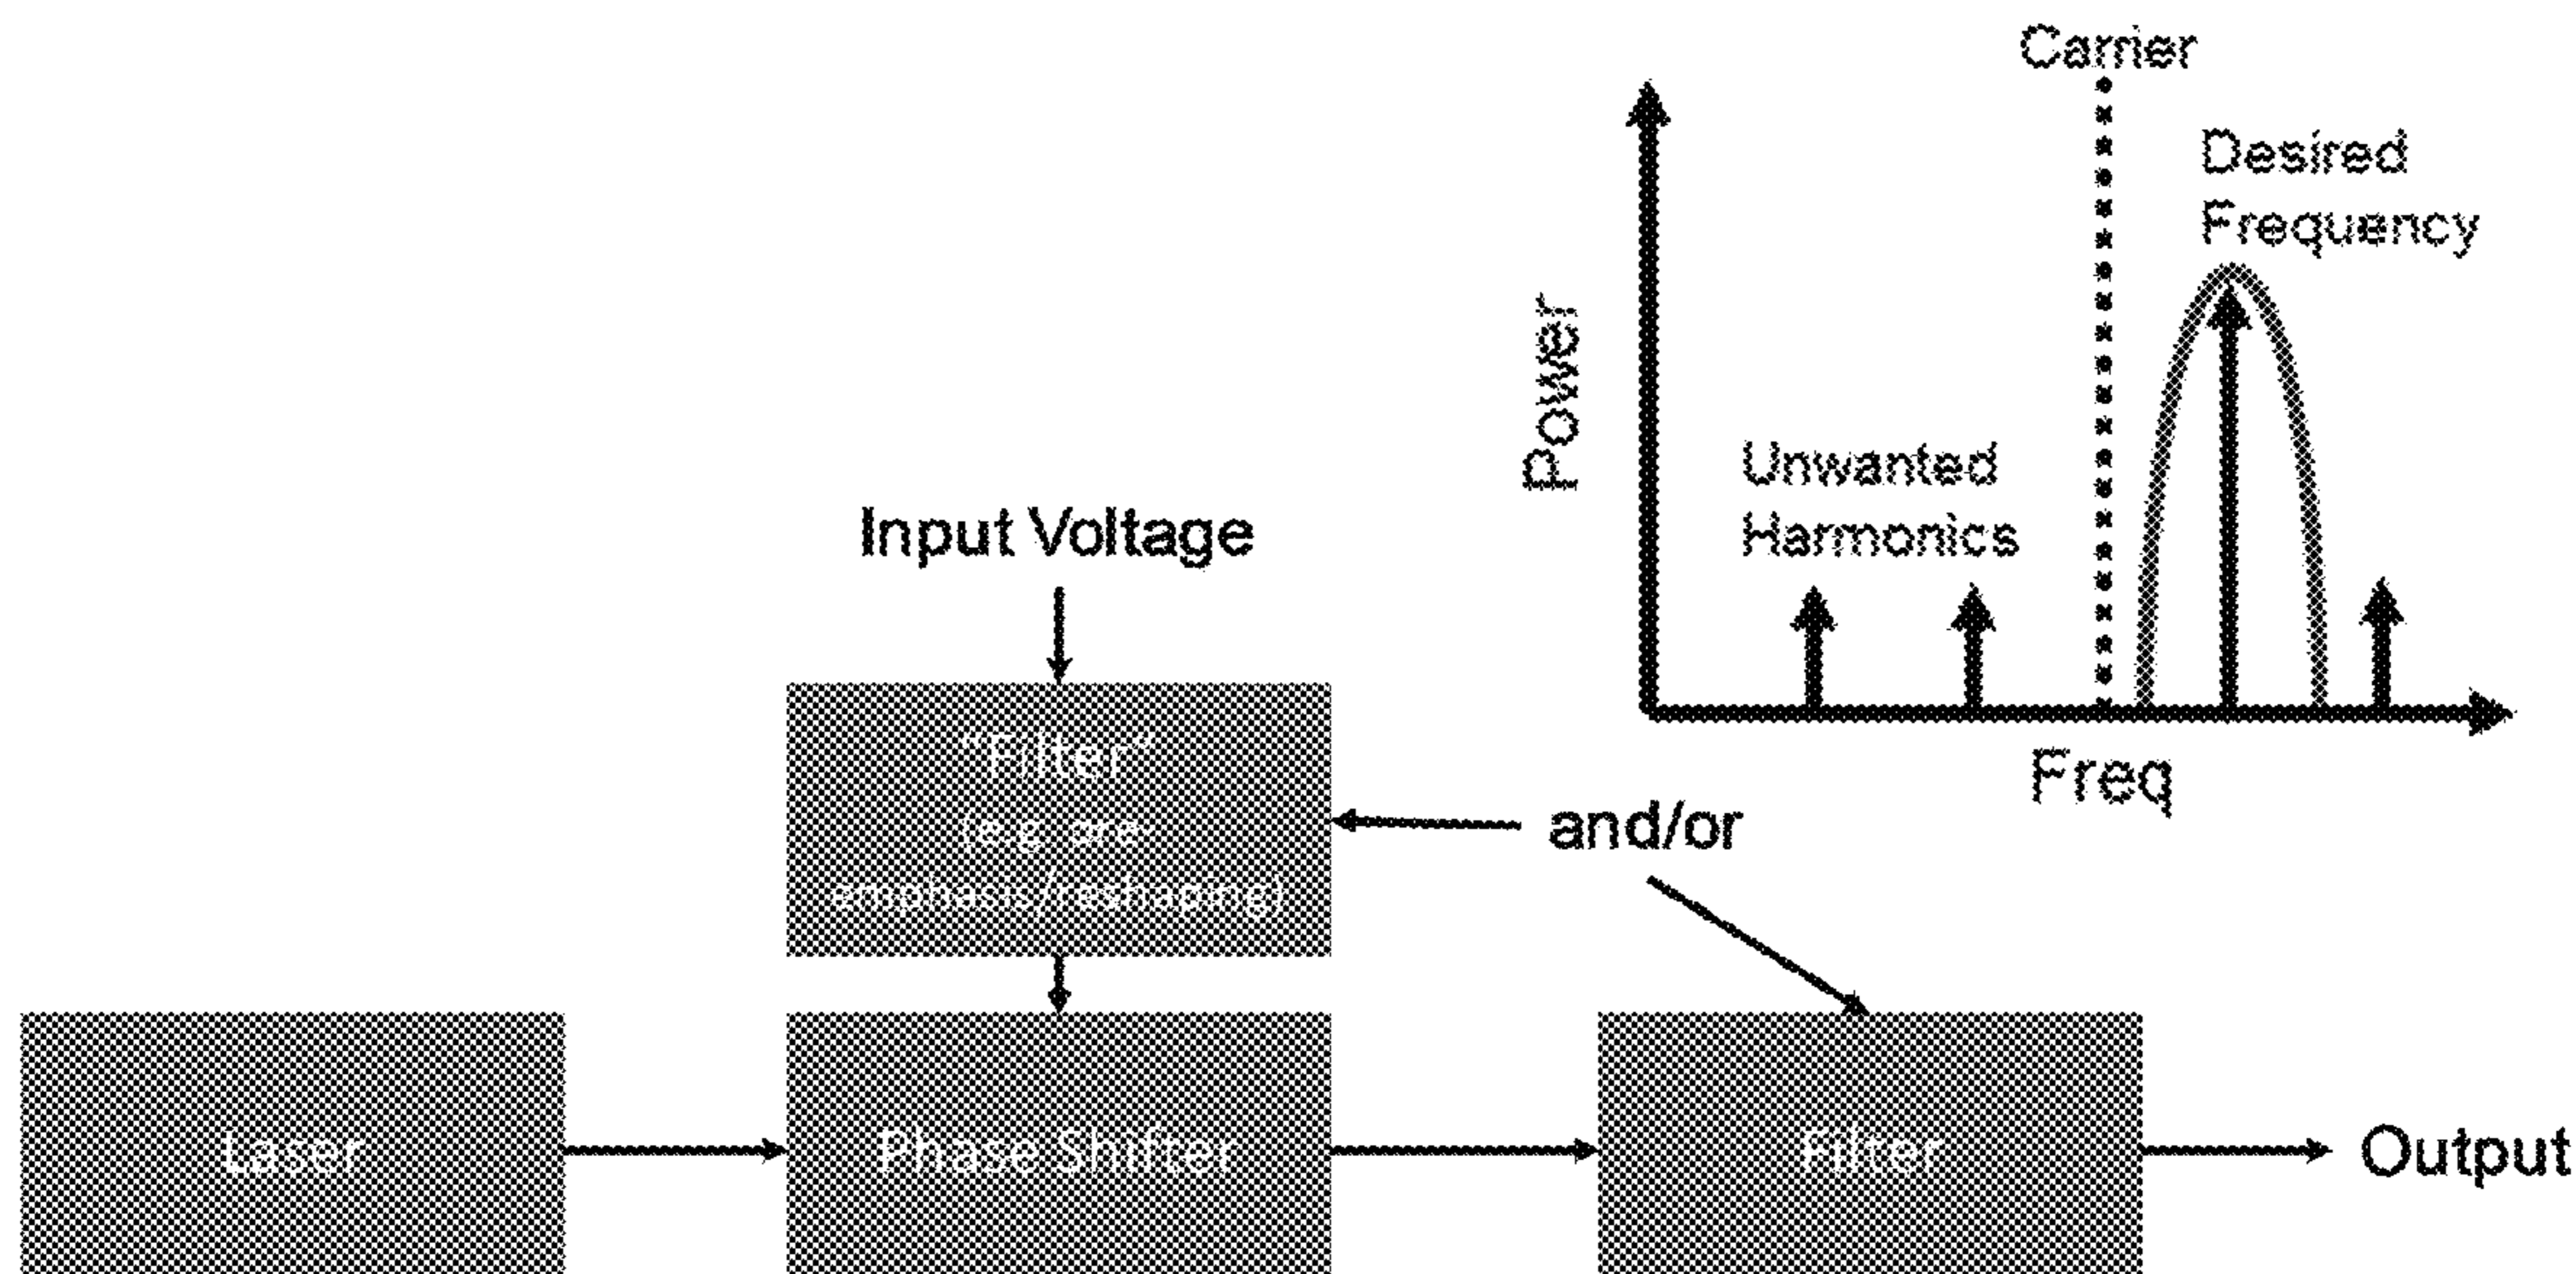 Carrier
Desired
Frequency
Power
Unwanted
Harmonics
Freq
Input Voltage
“Filter”
(e.g. pre-
emphasis/reshaping)
and/or
Laser
Phase Shifter
Filter
Output